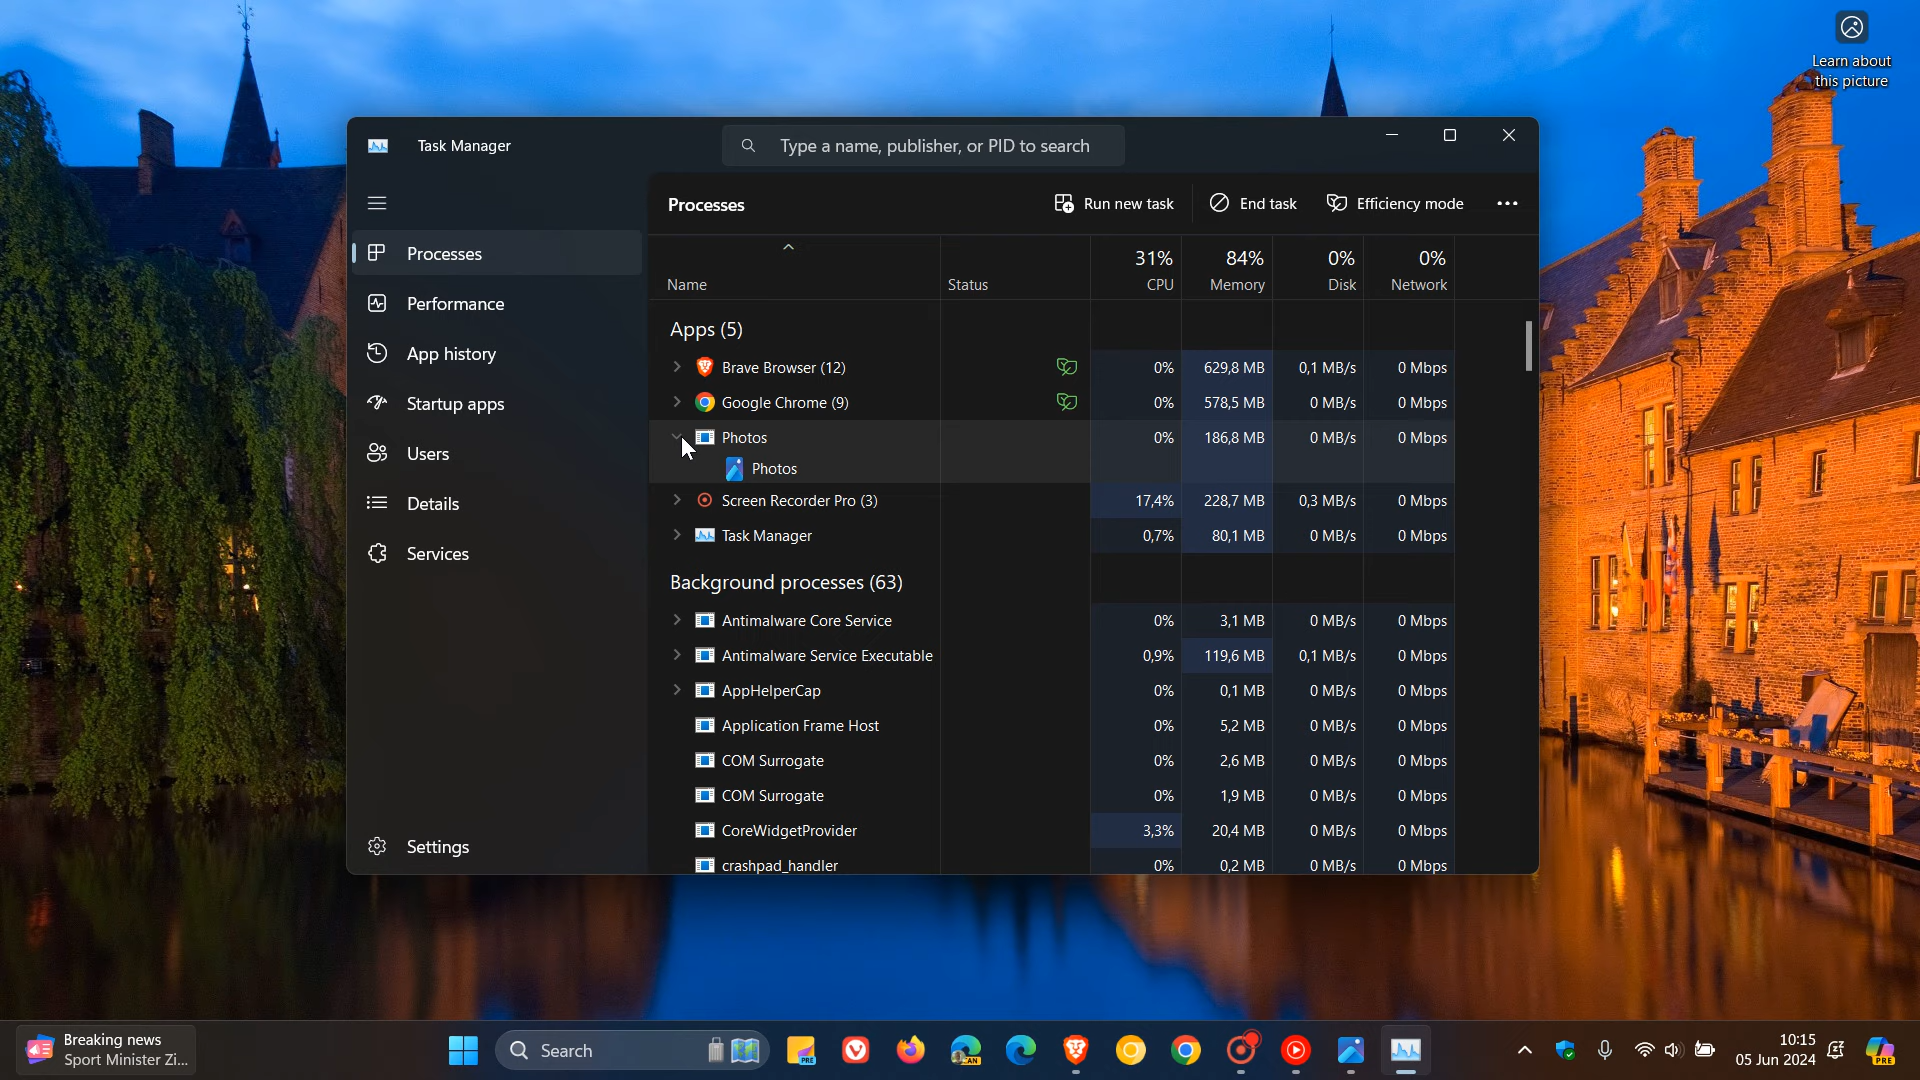 Learn about
this picture
Task Manager
Type a name, publisher, or PID to search
Processes
Performance
App history
Startup apps
Users
Details
Services
Settings
Processes
Run new task
End task
Efficiency mode
31% 84% 0% 0%
Name Status CPU Memory Disk Network
Apps (5)
Brave Browser (12) 0% 629,8 MB 0,1 MB/s 0 Mbps
Google Chrome (9) 0% 578,5 MB 0 MB/s 0 Mbps
Photos 0% 186,8 MB 0 MB/s 0 Mbps
Photos
Screen Recorder Pro (3) 17,4% 228,7 MB 0,3 MB/s 0 Mbps
Task Manager 0,7% 80,1 MB 0 MB/s 0 Mbps
Background processes (63)
Antimalware Core Service 0% 3,1 MB 0 MB/s 0 Mbps
Antimalware Service Executable 0,9% 119,6 MB 0,1 MB/s 0 Mbps
AppHelperCap 0% 0,1 MB 0 MB/s 0 Mbps
Application Frame Host 0% 5,2 MB 0 MB/s 0 Mbps
COM Surrogate 0% 2,6 MB 0 MB/s 0 Mbps
COM Surrogate 0% 1,9 MB 0 MB/s 0 Mbps
CoreWidgetProvider 3,3% 20,4 MB 0 MB/s 0 Mbps
crashpad_handler 0% 0,2 MB 0 MB/s 0 Mbps
Breaking news
Sport Minister Zi...
Search
PRE
CAN
10:15
05 Jun 2024
PRE